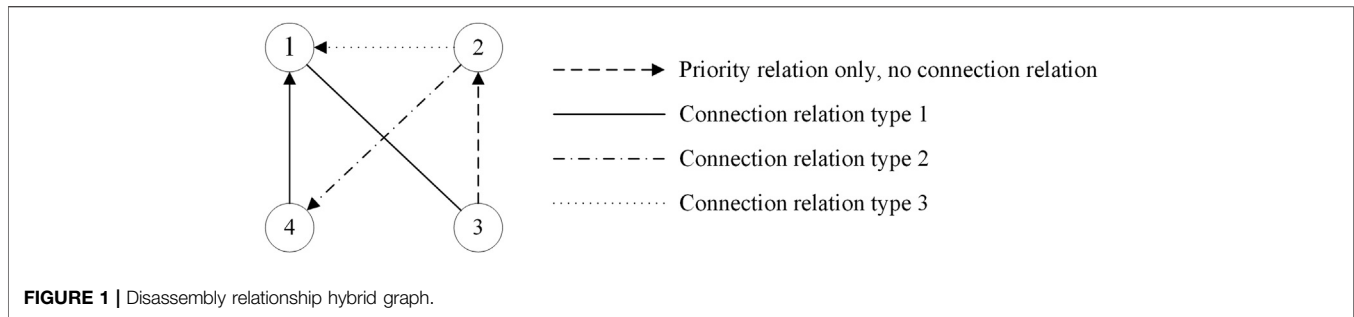 1
2
4
3
Priority relation only, no connection relation
Connection relation type 1
Connection relation type 2
Connection relation type 3
FIGURE 1 | Disassembly relationship hybrid graph.